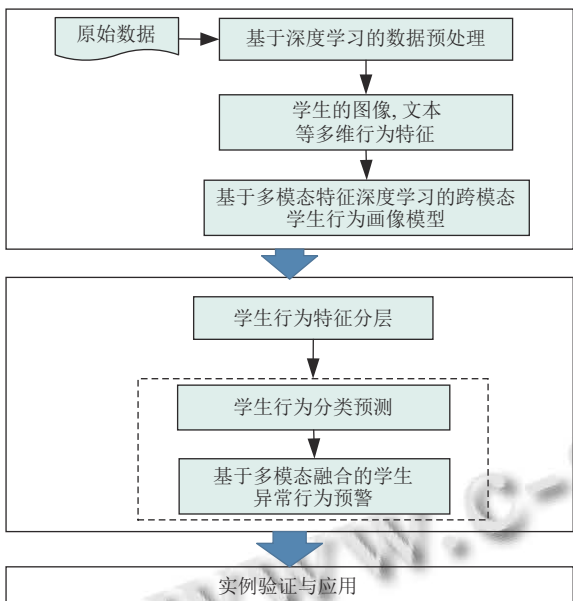 原始数据
基于深度学习的数据预处理
学生的图像, 文本
等多维行为特征
基于多模态特征深度学习的跨模态
学生行为画像模型
学生行为特征分层
学生行为分类预测
基于多模态融合的学生
异常行为预警
实例验证与应用
www.c-